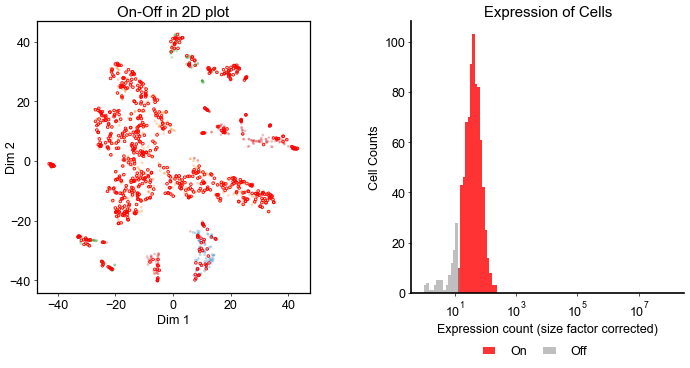 On-Off in 2D plot
Dim 2
40
20
0
−20
−40
−40 −20 0 20 40
Dim 1
Expression of Cells
Cell Counts
100
80
60
40
20
0
10^1 10^3 10^5 10^7
Expression count (size factor corrected)
On Off